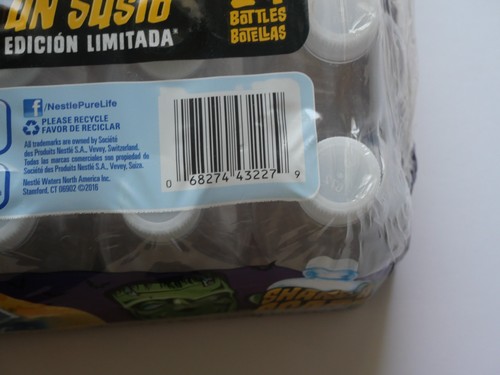 UN SUSTO
EDICIÓN LIMITADA*
BOTTLES
BOTELLAS
/NestlePureLife
PLEASE RECYCLE
FAVOR DE RECICLAR
All trademarks are owned by Société
des Produits Nestlé S.A., Vevey, Switzerland.
Todas las marcas comerciales son propiedad de
Société des Produits Nestlé S.A., Vevey, Suiza.
Nestlé Waters North America Inc.
Stamford, CT 06902 ©2016
0 68274 43227 9